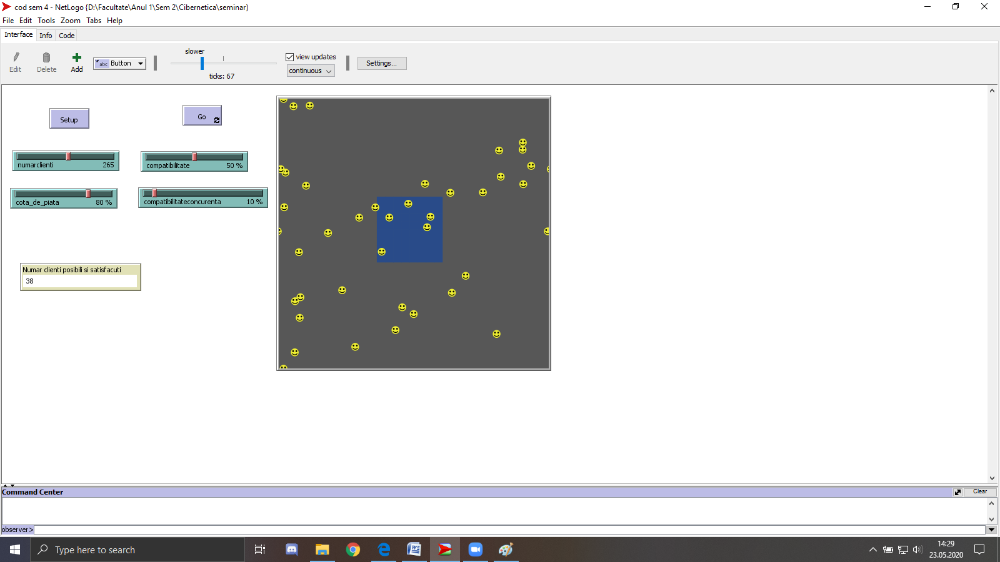 cod sem 4 - NetLogo {D:\Facultate\Anul 1\Sem 2\Cibernetica\seminar}
File Edit Tools Zoom Tabs Help
Interface Info Code
Edit Delete Add abc Button slower ticks: 67 view updates continuous Settings...
Setup Go
numarclienti 265 compatibilitate 50 %
cota_de_piata 80 % compatibilitateconcurenta 10 %
Numar clienti posibili si satisfacuti
38
Command Center Clear
observer>
Type here to search
14:29
23.05.2020